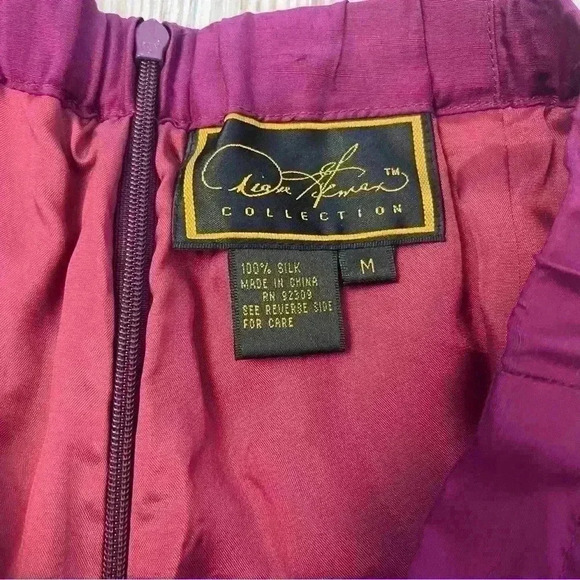 COLLECTION
TM
100% SILK
MADE IN CHINA
RN 92309
SEE REVERSE SIDE
FOR CARE
M